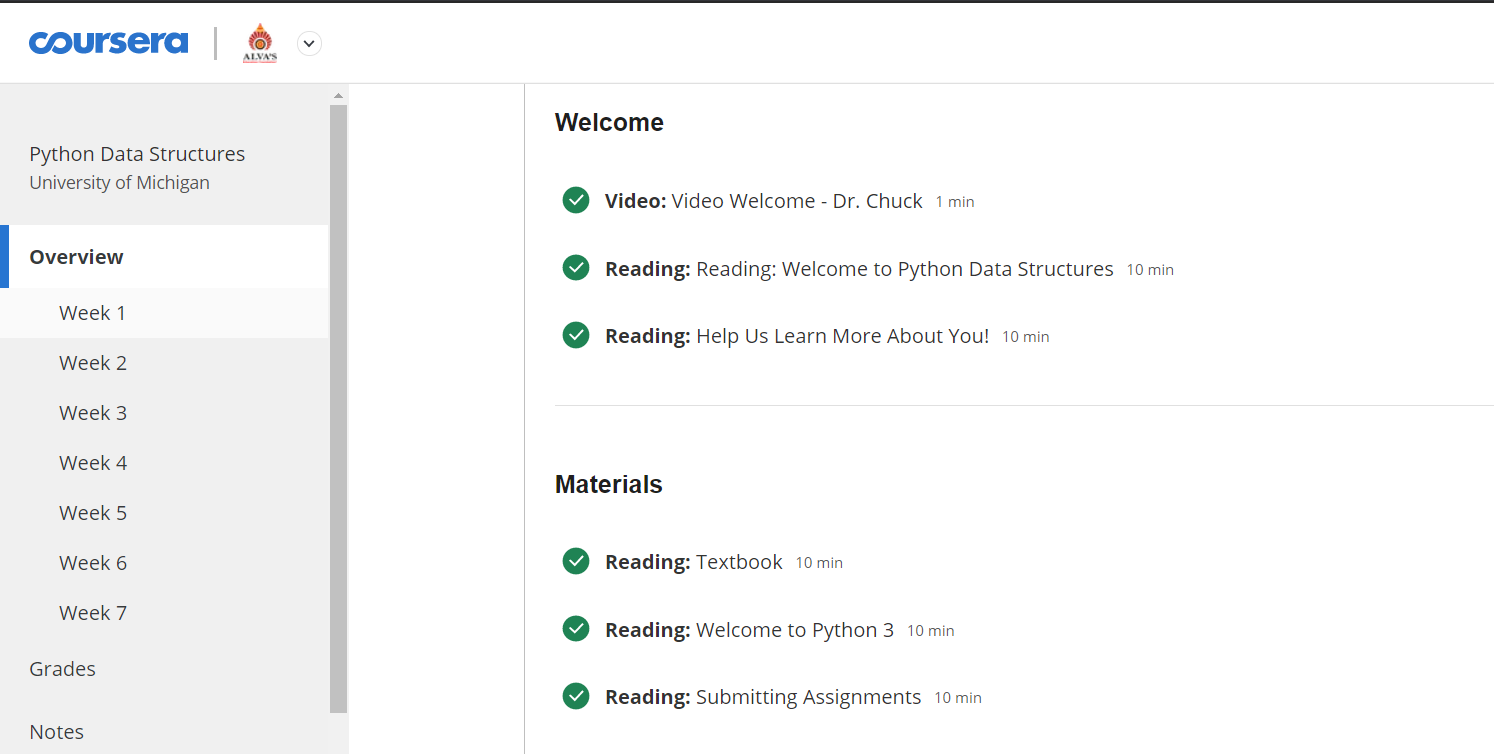 coursera
ALVA'S
Python Data Structures
University of Michigan
Overview
Week 1
Week 2
Week 3
Week 4
Week 5
Week 6
Week 7
Grades
Notes
Welcome
Video: Video Welcome - Dr. Chuck 1 min
Reading: Reading: Welcome to Python Data Structures 10 min
Reading: Help Us Learn More About You! 10 min
Materials
Reading: Textbook 10 min
Reading: Welcome to Python 3 10 min
Reading: Submitting Assignments 10 min